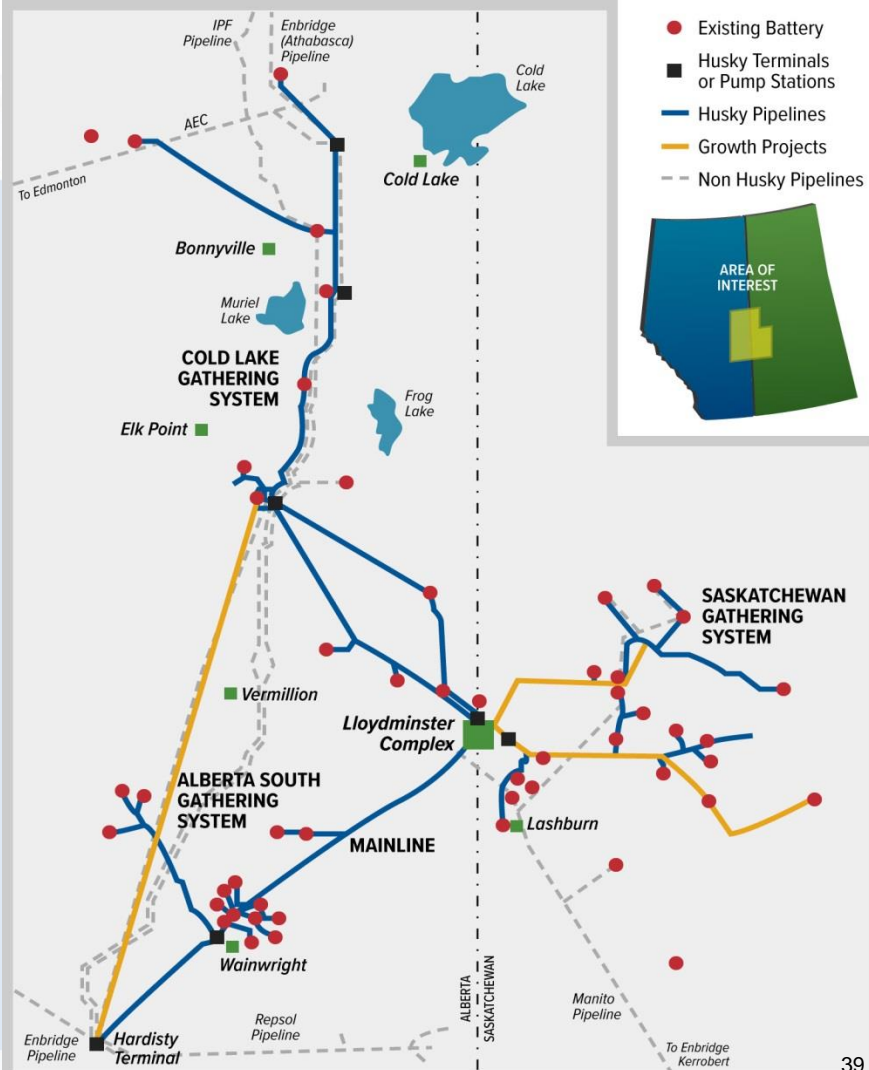 IPF
Pipeline
Enbridge
(Athabasca)
Pipeline
Existing Battery
Husky Terminals
or Pump Stations
Husky Pipelines
Growth Projects
Non Husky Pipelines
AREA OF
INTEREST
Cold
Lake
AEC
To Edmonton
Cold Lake
Bonnyville
Muriel
Lake
COLD LAKE
GATHERING
SYSTEM
Frog
Lake
Elk Point
SASKATCHEWAN
GATHERING
SYSTEM
Vermillion
Lloydminster
Complex
ALBERTA SOUTH
GATHERING
SYSTEM
MAINLINE
Lashburn
Wainwright
ALBERTA
SASKATCHEWAN
Manito
Pipeline
Repsol
Pipeline
Enbridge
Pipeline
Hardisty
Terminal
To Enbridge
Kerrobert
39